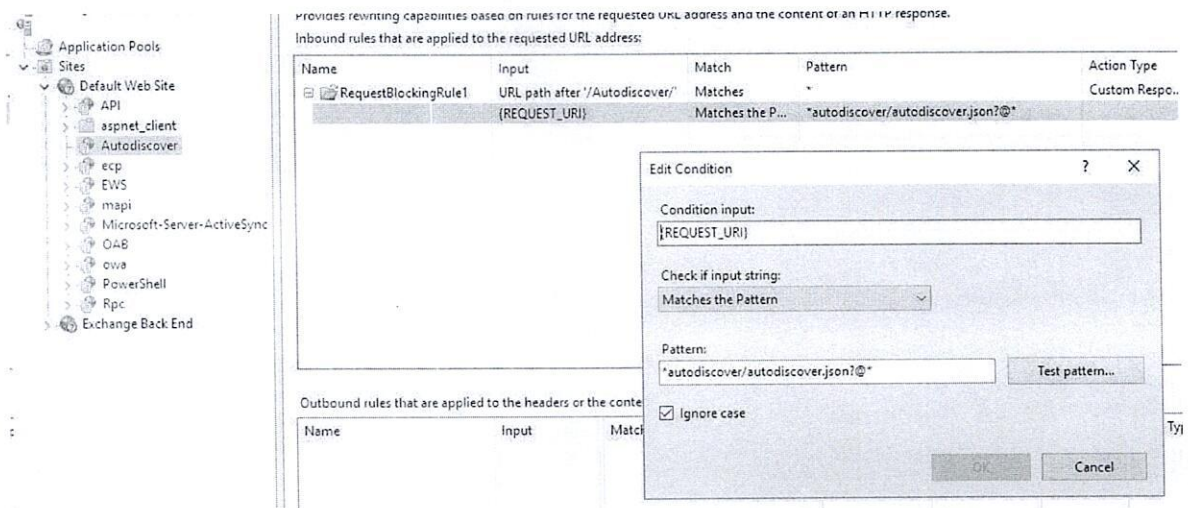 Provides rewriting capabilities based on rules for the requested URL address and the content of an HTTP response.
Inbound rules that are applied to the requested URL address:
Application Pools
Sites
Default Web Site
API
aspnet_client
Autodiscover
ecp
EWS
mapi
Microsoft-Server-ActiveSync
OAB
owa
PowerShell
Rpc
Exchange Back End
Name Input Match Pattern Action Type
RequestBlockingRule1 URL path after '/Autodiscover/' Matches * Custom Respo..
{REQUEST_URI} Matches the P... *autodiscover/autodiscover.json?@*
Edit Condition ? X
Condition input:
{REQUEST_URI}
Check if input string:
Matches the Pattern
Pattern:
*autodiscover/autodiscover.json?@*
Test pattern...
Ignore case
OK
Cancel
Outbound rules that are applied to the headers or the conte
Name Input Match